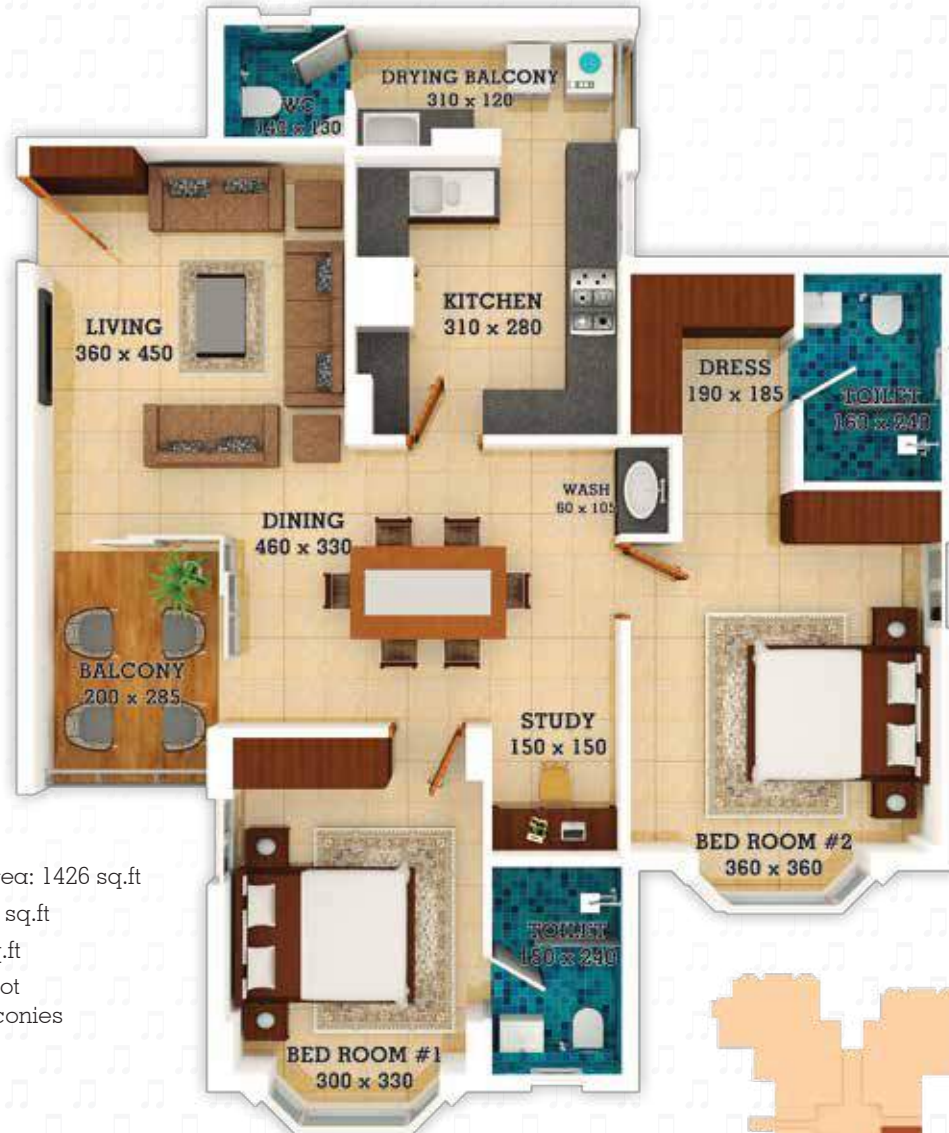 DRYING BALCONY
310 x 120
WC
140 x 130
LIVING
360 x 450
KITCHEN
310 x 280
DRESS
190 x 185
TOILET
160 x 240
WASH
60 x 105
DINING
460 x 330
BALCONY
200 x 285
STUDY
150 x 150
BED ROOM #2
360 x 360
TOILET
150 x 240
BED ROOM #1
300 x 330
ea: 1426 sq.ft
sq.ft
.ft
ot
conies